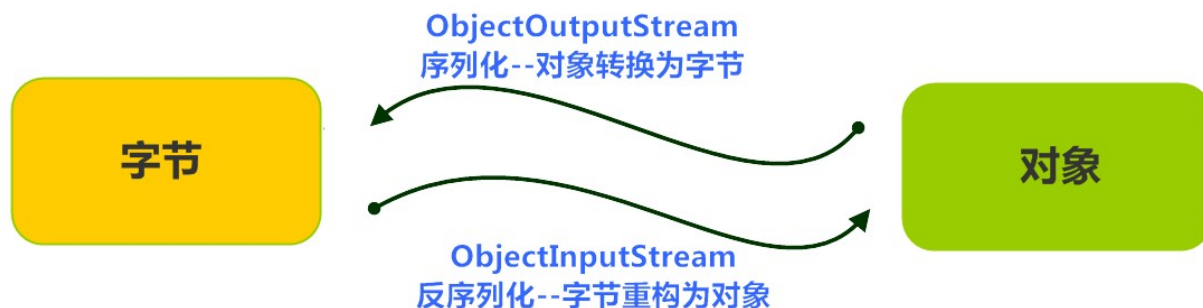 ObjectOutputStream
序列化--对象转换为字节
字节
对象
ObjectInputStream
反序列化--字节重构为对象